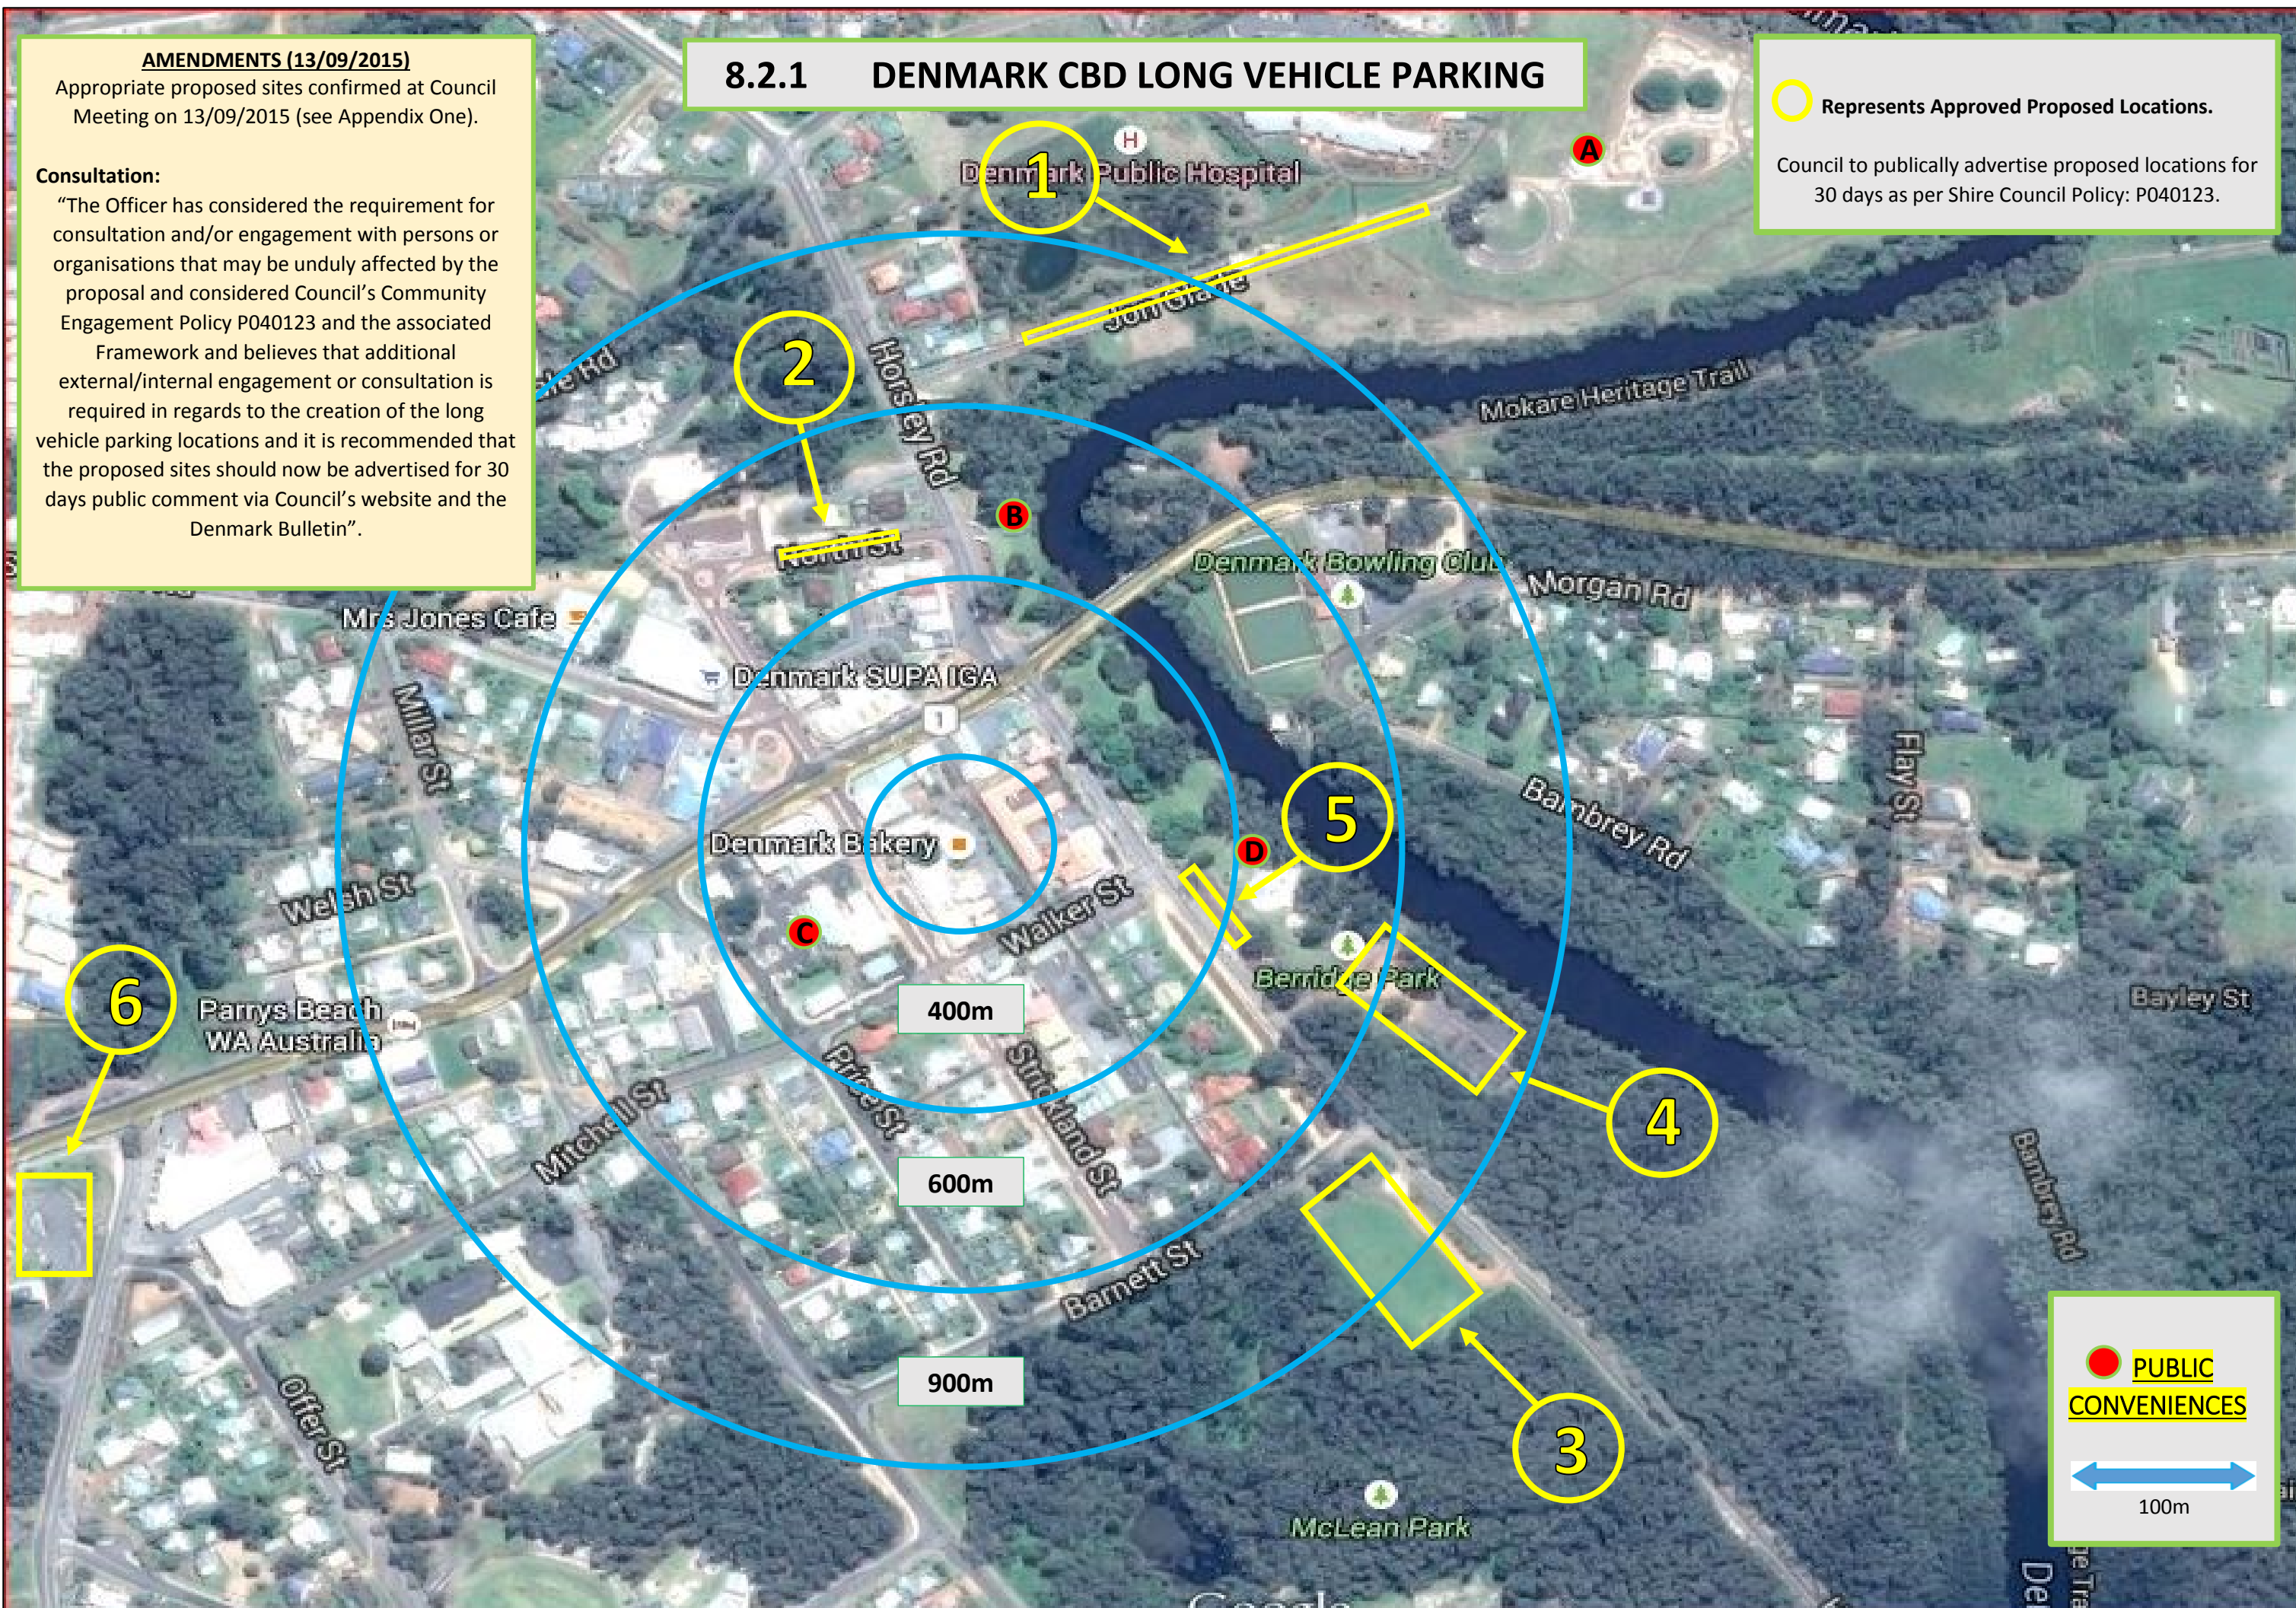 AMENDMENTS (13/09/2015)
Appropriate proposed sites confirmed at Council
Meeting on 13/09/2015 (see Appendix One).
Consultation:
“The Officer has considered the requirement for
consultation and/or engagement with persons or
organisations that may be unduly affected by the
proposal and considered Council’s Community
Engagement Policy P040123 and the associated
Framework and believes that additional
external/internal engagement or consultation is
required in regards to the creation of the long
vehicle parking locations and it is recommended that
the proposed sites should now be advertised for 30
days public comment via Council’s website and the
Denmark Bulletin”.
8.2.1 DENMARK CBD LONG VEHICLE PARKING
Represents Approved Proposed Locations.
Council to publically advertise proposed locations for
30 days as per Shire Council Policy: P040123.
H
Denmark Public Hospital
1
A
2
Horsley Rd
Mokare Heritage Trail
B
North St
Denmark Bowling Club
Morgan Rd
Mrs Jones Cafe
Denmark SUPA IGA
1
Millar St
Flay St
Bambrey Rd
5
Denmark Bakery
D
Welsh St
Walker St
C
Berridge Park
6
Parrys Beach
WA Australia
Bayley St
400m
Price St
Strickland St
Mitchell St
4
600m
Bambrey Rd
Barnett St
900m
Offer St
3
McLean Park
PUBLIC
CONVENIENCES
100m
Google